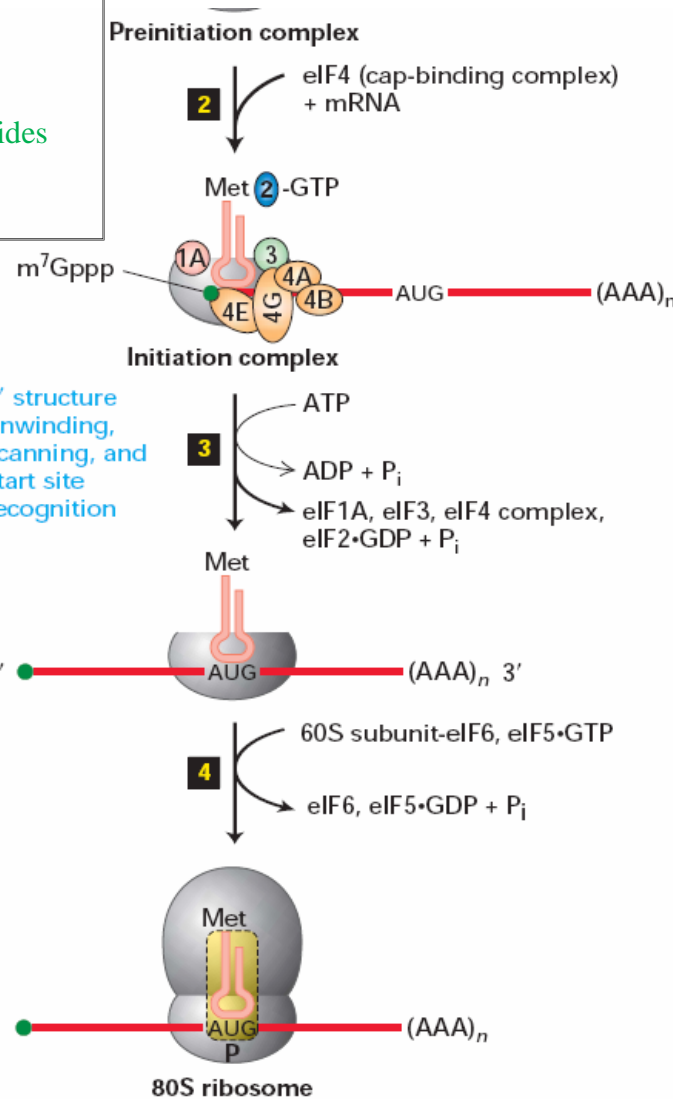 Preinitiation complex
eIF4 (cap-binding complex)
+ mRNA
2
ides
Met 2 -GTP
1A
3
4A
m⁷Gppp
4B
AUG
(AAA)n
4E
4G
Initiation complex
ATP
′ structure
nwinding,
canning, and
tart site
ecognition
3
ADP + Pi
eIF1A, eIF3, eIF4 complex,
eIF2•GDP + Pi
Met
′
AUG
(AAA)n 3′
60S subunit-eIF6, eIF5•GTP
4
eIF6, eIF5•GDP + Pi
Met
AUG
(AAA)n
P
80S ribosome